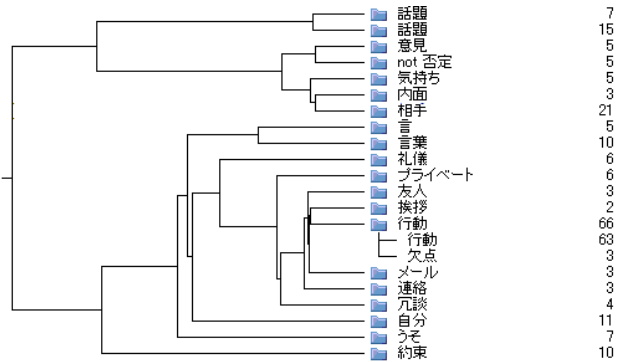 話題 7
話題 15
意見 5
not 否定 5
気持ち 5
内面 3
相手 21
言 5
言葉 10
礼儀 6
プライベート 6
友人 3
挨拶 2
行動 66
行動 63
欠点 3
メール 3
連絡 3
冗談 4
自分 11
うそ 7
約束 10